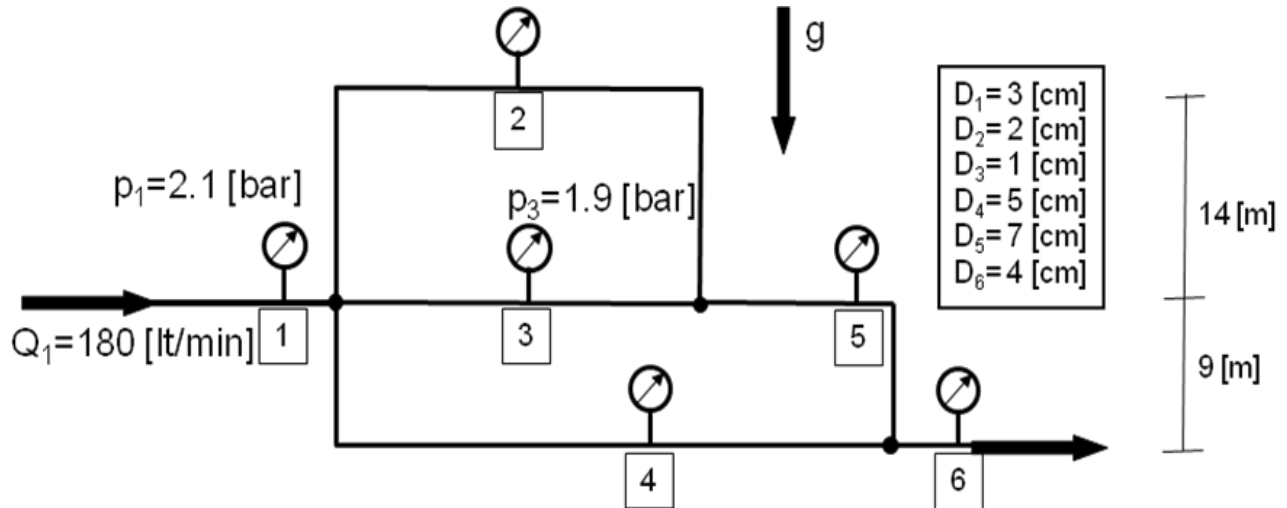 2
g
D₁= 3 [cm]
D₂= 2 [cm]
D₃= 1 [cm]
D₄= 5 [cm]
D₅= 7 [cm]
D₆= 4 [cm]
p₁=2.1 [bar]
p₃=1.9 [bar]
14 [m]
Q₁=180 [lt/min]
1
3
5
9 [m]
4
6